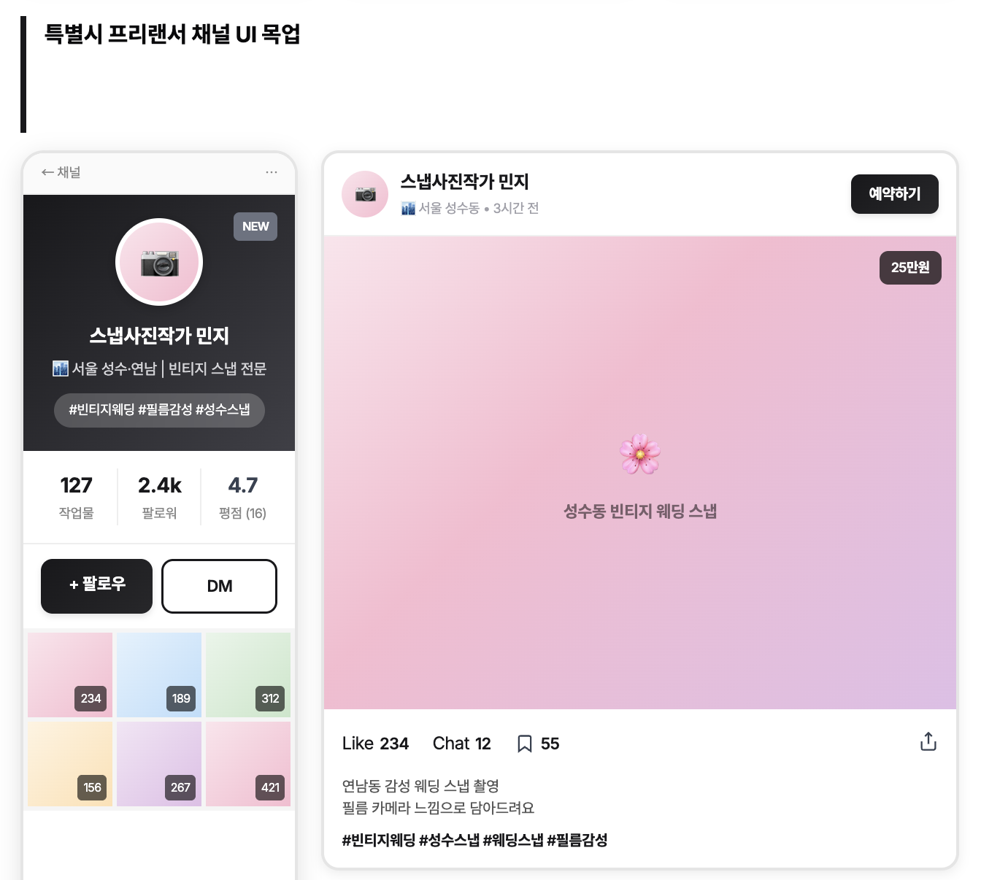 특별시 프리랜서 채널 UI 목업
← 채널
NEW
스냅사진작가 민지
서울 성수·연남 | 빈티지 스냅 전문
#빈티지웨딩 #필름감성 #성수스냅
127
작업물
2.4k
팔로워
4.7
평점 (16)
+ 팔로우
DM
234
189
312
156
267
421
스냅사진작가 민지
서울 성수동 • 3시간 전
예약하기
25만원
성수동 빈티지 웨딩 스냅
Like 234 Chat 12 55
연남동 감성 웨딩 스냅 촬영
필름 카메라 느낌으로 담아드려요
#빈티지웨딩 #성수스냅 #웨딩스냅 #필름감성